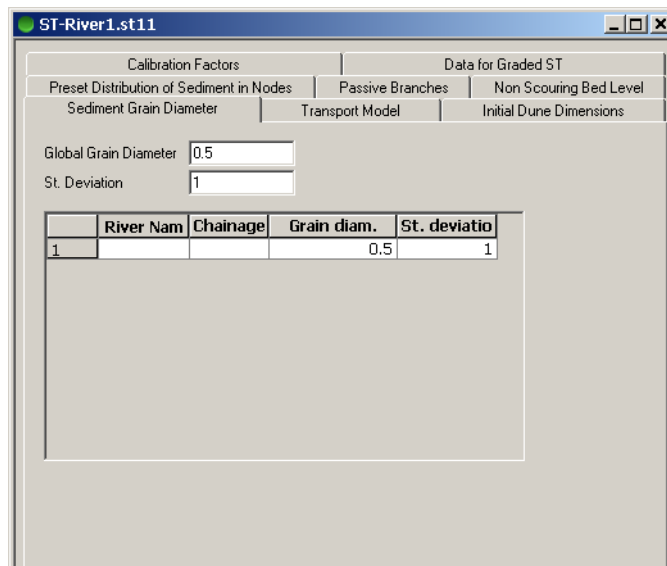 ST-River1.st11
Calibration Factors Data for Graded ST
Preset Distribution of Sediment in Nodes Passive Branches Non Scouring Bed Level
Sediment Grain Diameter Transport Model Initial Dune Dimensions
Global Grain Diameter 0.5
St. Deviation 1
River Nam Chainage Grain diam. St. deviatio
1 0.5 1